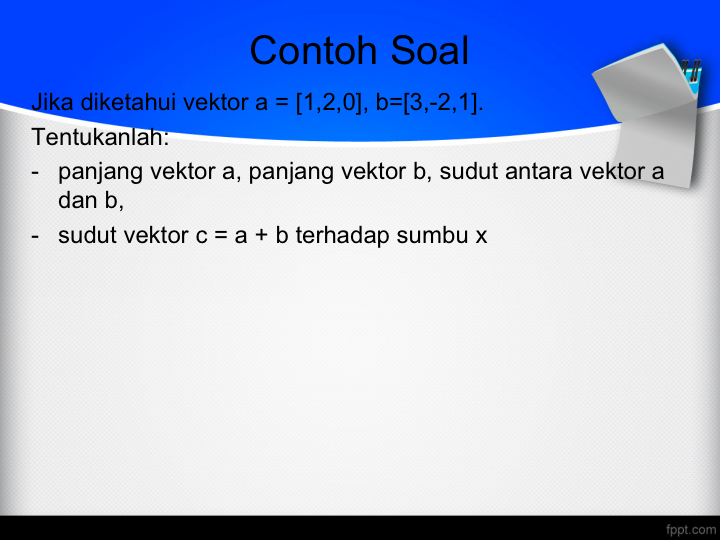 Contoh Soal
Jika diketahui vektor a = [1,2,0], b=[3,-2,1].
Tentukanlah:
- panjang vektor a, panjang vektor b, sudut antara vektor a
dan b,
- sudut vektor c = a + b terhadap sumbu x
fppt.com